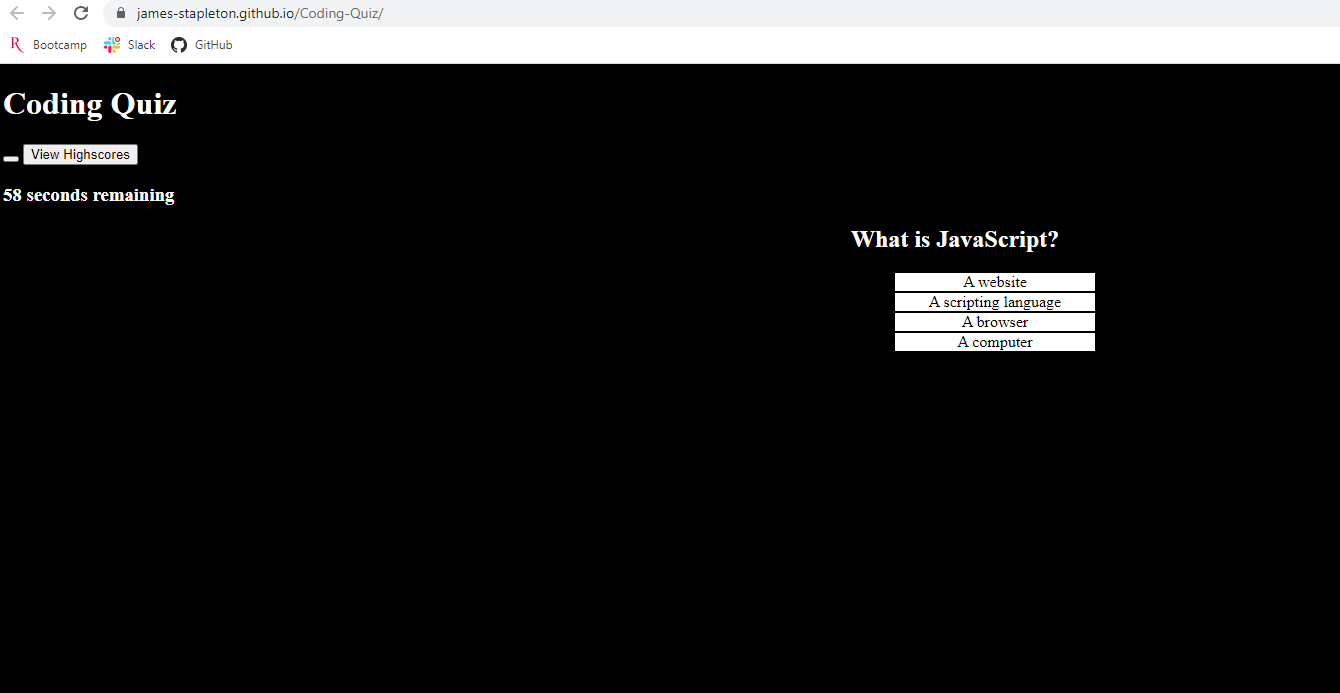 james-stapleton.github.io/Coding-Quiz/
Bootcamp Slack GitHub
Coding Quiz
View Highscores
58 seconds remaining
What is JavaScript?
A website
A scripting language
A browser
A computer